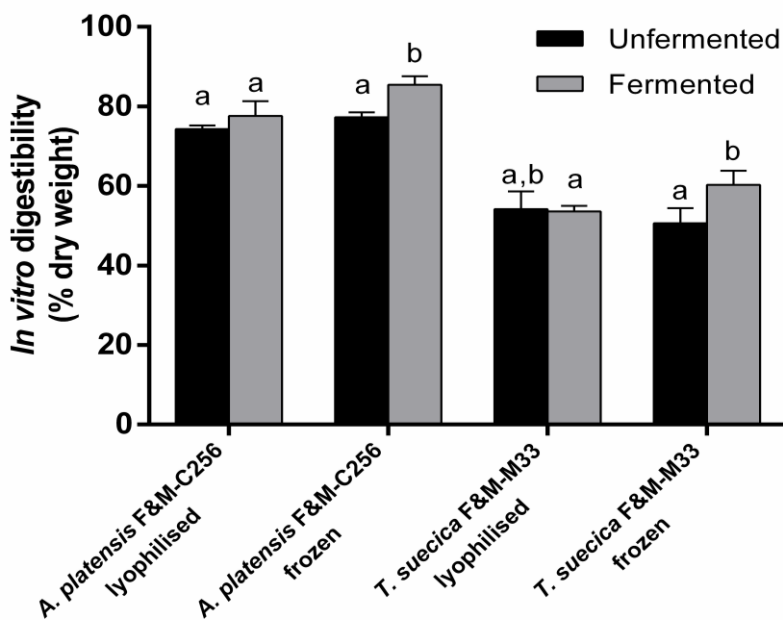 In vitro digestibility
(% dry weight)
100
80
60
40
20
0
Unfermented
Fermented
a
a
a
b
a,b
a
a
b
A. platensis F&M-C256
lyophilised
A. platensis F&M-C256
frozen
T. suecica F&M-M33
lyophilised
T. suecica F&M-M33
frozen